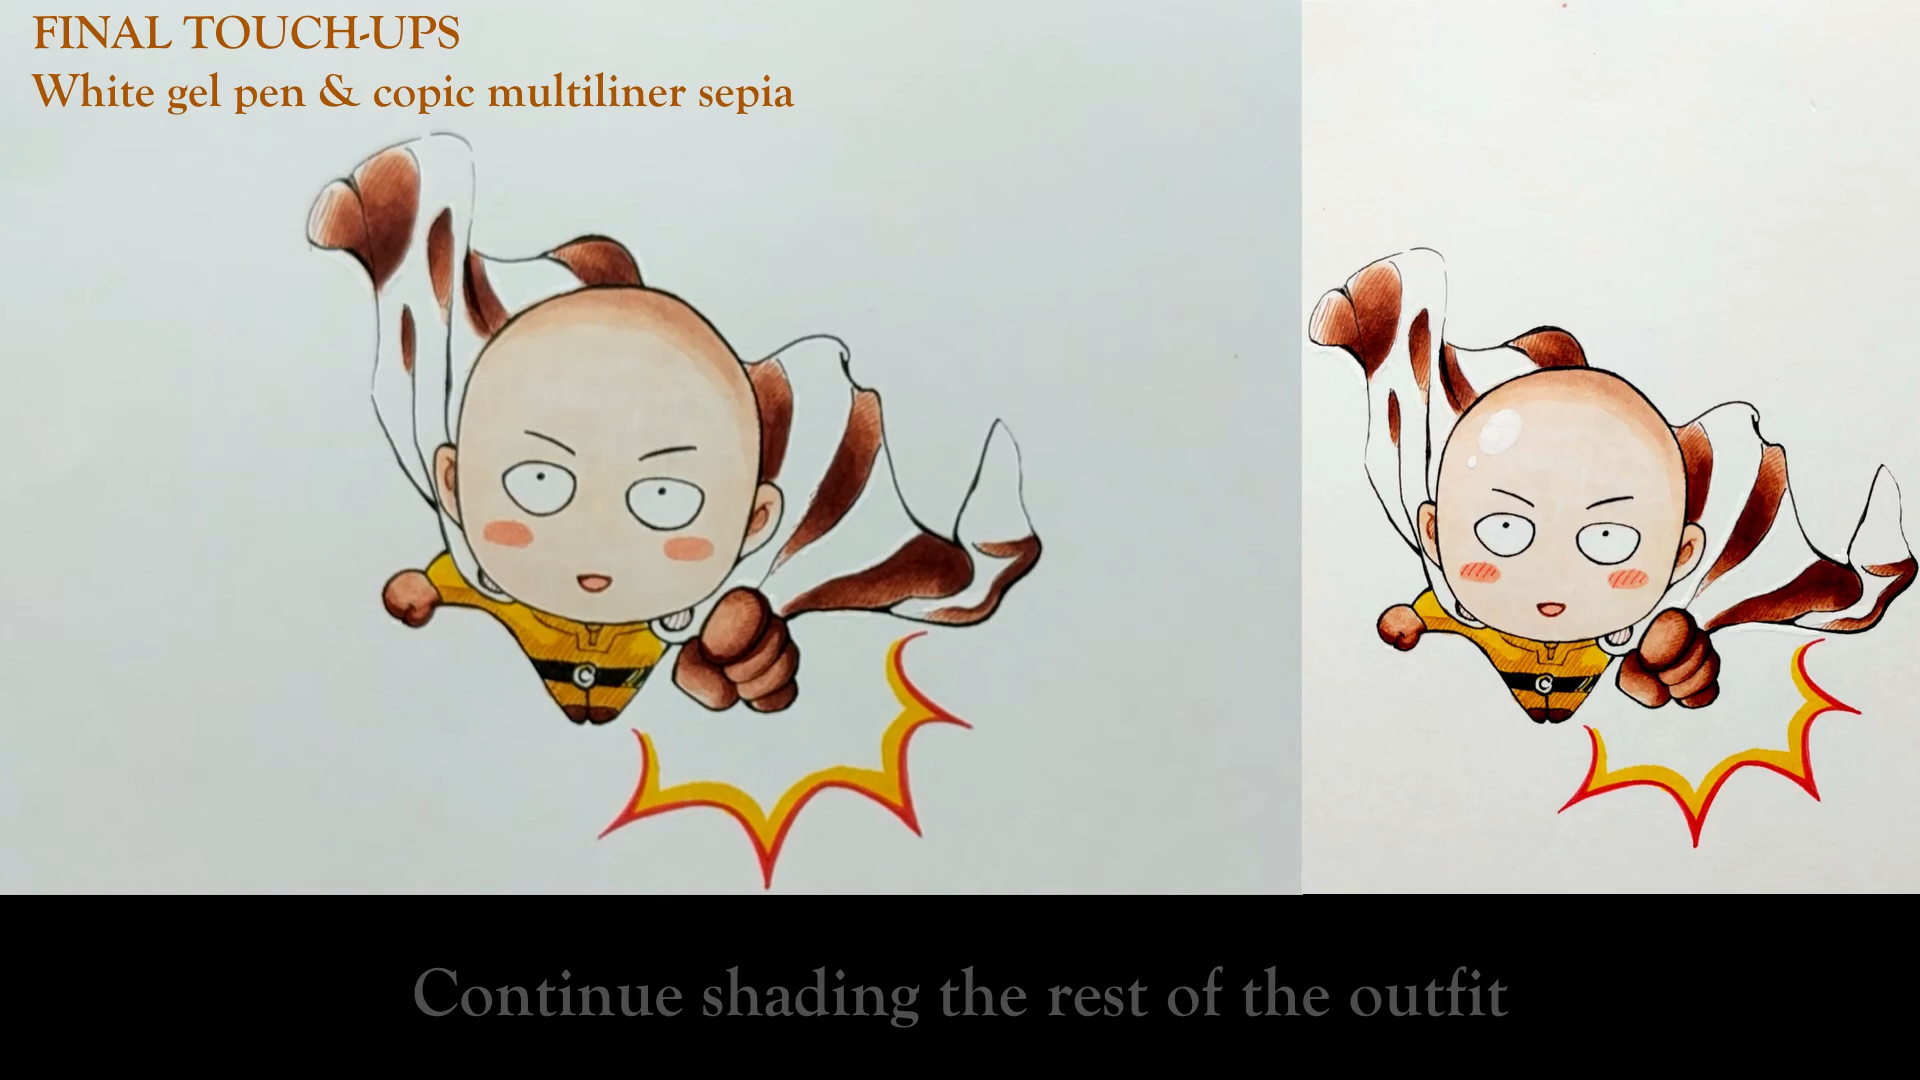 FINAL TOUCH-UPS
White gel pen & copic multiliner sepia
C
C
Continue shading the rest of the outfit